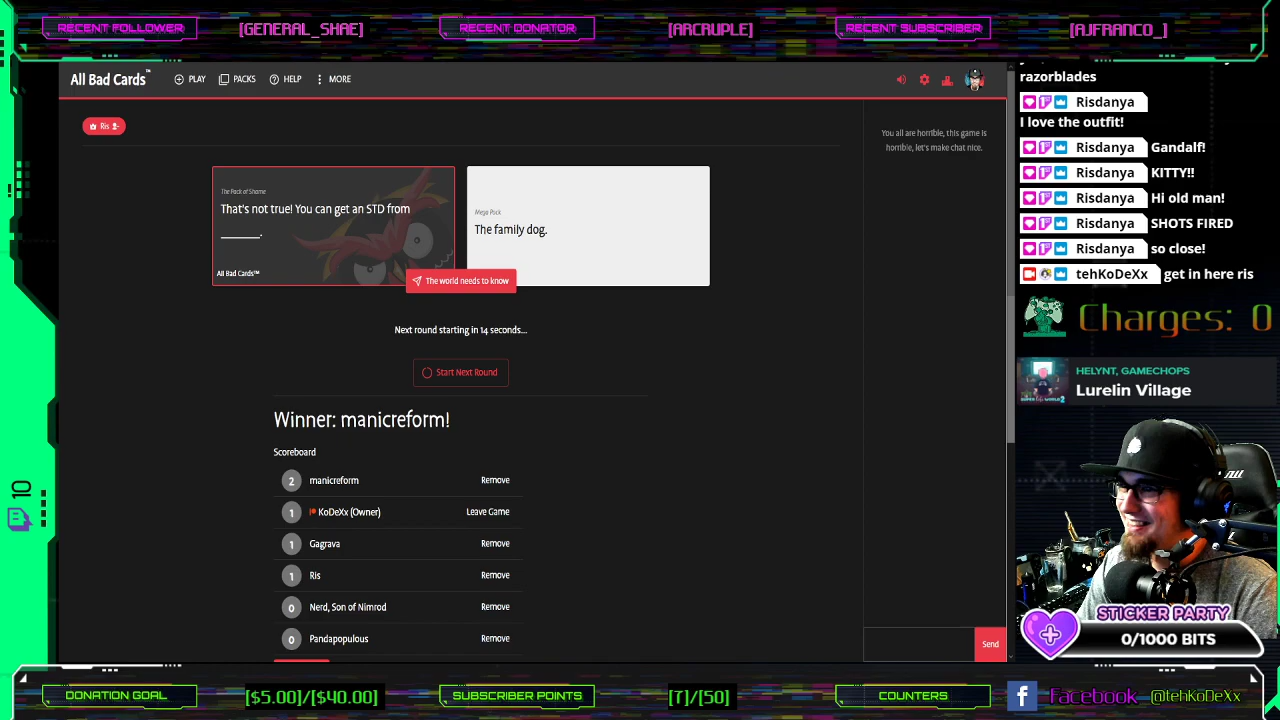 RECENT FOLLOWER
[GENERAL_SHAE]
RECENT DONATOR
[ARCRUPLE]
RECENT SUBSCRIBER
[AJFRANCO_]
All Bad Cards™
PLAY
PACKS
HELP
MORE
Ris
The Pack of Shame
That's not true! You can get an STD from
______.
All Bad Cards™
Mega Pack
The family dog.
The world needs to know
Next round starting in 14 seconds...
Start Next Round
Winner: manicreform!
Scoreboard
2 manicreform Remove
1 KoDeXx (Owner) Leave Game
1 Gagrava Remove
1 Ris Remove
0 Nerd, Son of Nimrod Remove
0 Pandapopulous Remove
You all are horrible, this game is
horrible, let's make chat nice.
Send
razorblades
Risdanya
I love the outfit!
Risdanya Gandalf!
Risdanya KITTY!!
Risdanya Hi old man!
Risdanya SHOTS FIRED
Risdanya so close!
tehKoDeXx get in here ris
Charges: 0
HELYNT, GAMECHOPS
Lurelin Village
STICKER PARTY
0/1000 BITS
10
DONATION GOAL
[$5.00]/[$40.00]
SUBSCRIBER POINTS
[7]/[50]
COUNTERS
Facebook @tehKoDeXx